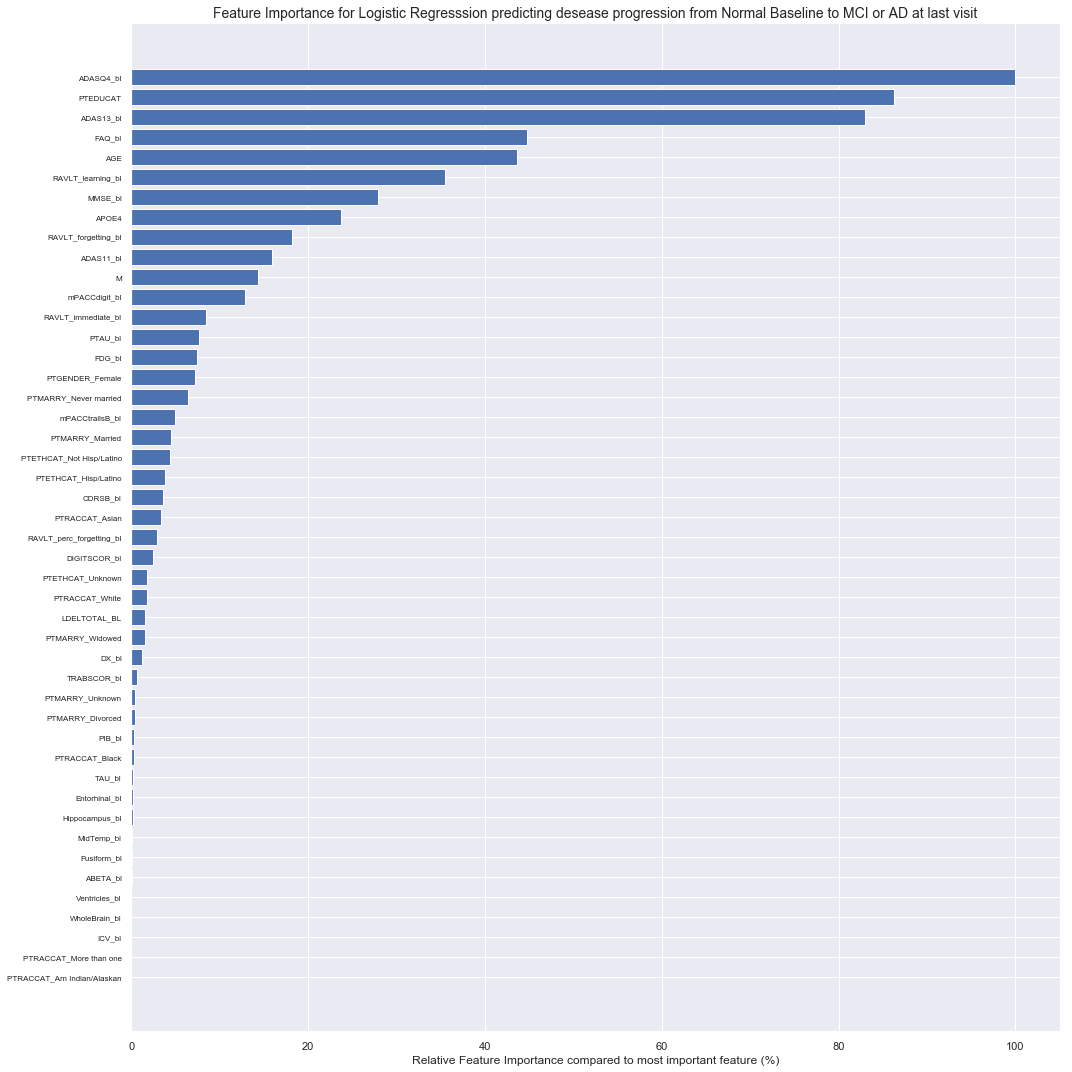 Feature Importance for Logistic Regresssion predicting desease progression from Normal Baseline to MCI or AD at last visit
ADASQ4_bl
PTEDUCAT
ADAS13_bl
FAQ_bl
AGE
RAVLT_learning_bl
MMSE_bl
APOE4
RAVLT_forgetting_bl
ADAS11_bl
M
mPACCdigit_bl
RAVLT_immediate_bl
PTAU_bl
FDG_bl
PTGENDER_Female
PTMARRY_Never married
mPACCtrailsB_bl
PTMARRY_Married
PTETHCAT_Not Hisp/Latino
PTETHCAT_Hisp/Latino
CDRSB_bl
PTRACCAT_Asian
RAVLT_perc_forgetting_bl
DIGITSCOR_bl
PTETHCAT_Unknown
PTRACCAT_White
LDELTOTAL_BL
PTMARRY_Widowed
DX_bl
TRABSCOR_bl
PTMARRY_Unknown
PTMARRY_Divorced
PIB_bl
PTRACCAT_Black
TAU_bl
Entorhinal_bl
Hippocampus_bl
MidTemp_bl
Fusiform_bl
ABETA_bl
Ventricles_bl
WholeBrain_bl
ICV_bl
PTRACCAT_More than one
PTRACCAT_Am Indian/Alaskan
0 20 40 60 80 100
Relative Feature Importance compared to most important feature (%)